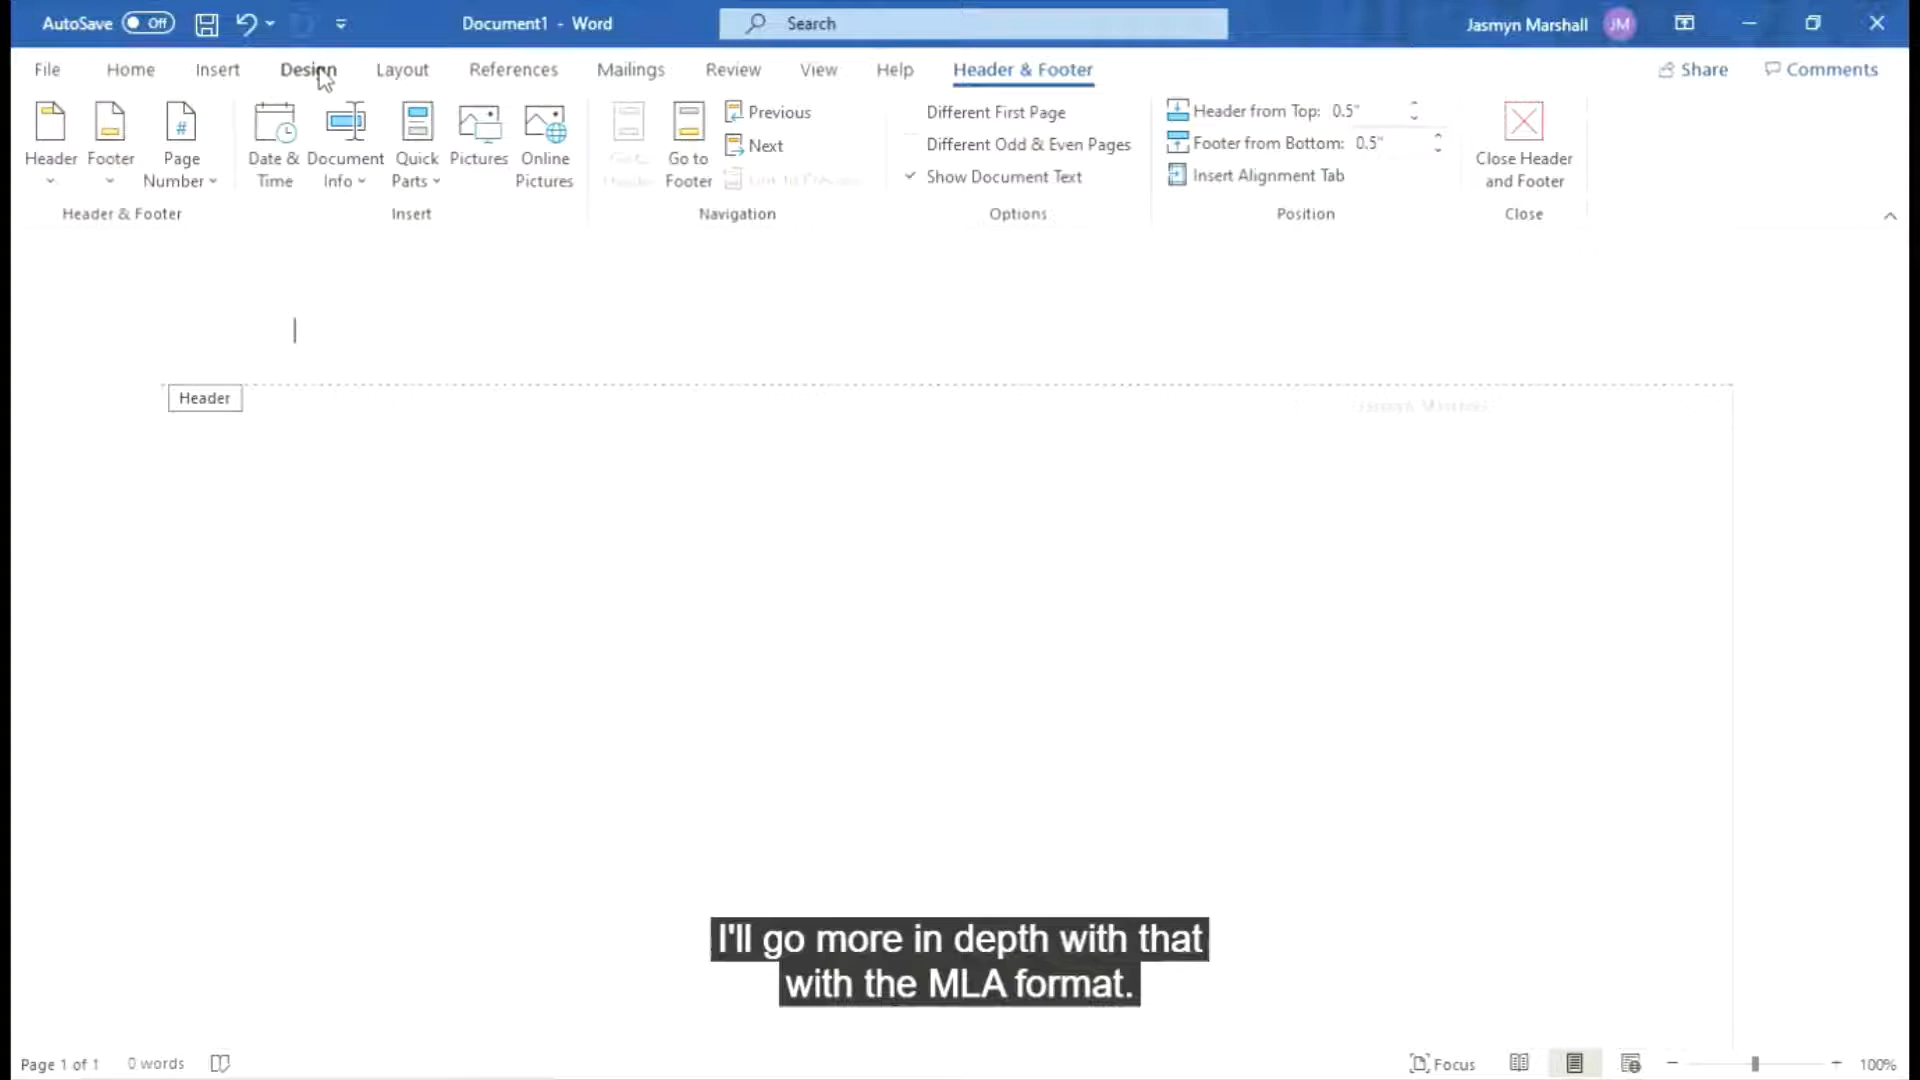 AutoSave Off Document1 - Word Search Jasmyn Marshall JM
File Home Insert Design Layout References Mailings Review View Help Header & Footer Share Comments
Header Footer Page Number Date & Time Document Info Quick Parts Pictures Online Pictures Go to Footer
Previous
Next
Different First Page
Different Odd & Even Pages
Show Document Text
Header from Top: 0.5"
Footer from Bottom: 0.5"
Insert Alignment Tab
Close Header and Footer
Header & Footer Insert Navigation Options Position Close
Header
I'll go more in depth with that
with the MLA format.
Page 1 of 1 0 words Focus 100%